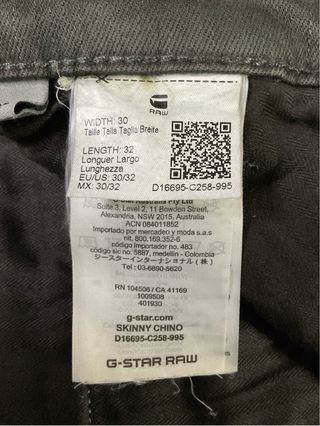 RAW
WIDTH: 30
Taille Talla Taglia Breite
LENGTH: 32
Longuer Largo
Lunghezza
EU/US: 30/32
MX: 30/32
D16695-C258-995
G-Star Australia Pty Ltd
Suite 3, Level 2, 11 Bowden Street,
Alexandria, NSW 2015, Australia
ACN 084011852
Importado por mercadeo y moda s.a.s
nit. 800.169.352-6
código importador no. 483
código sic no. 5887, medellin - Colombia
ジースターインターナショナル(株)
Tel: 03-6890-5620
RN 104506 / CA 41169
1009508
401930
g-star.com
SKINNY CHINO
D16695-C258-995
G-STAR RAW